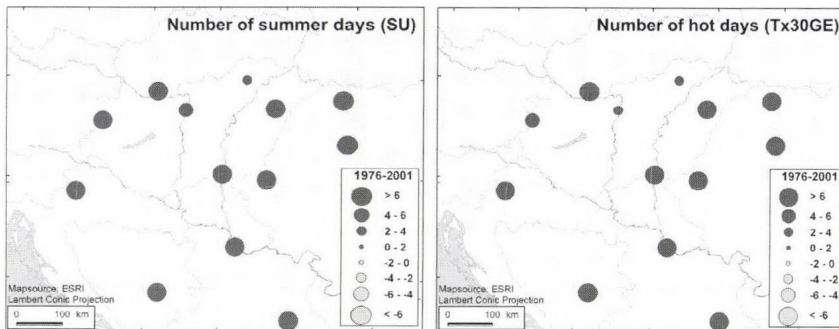 Number of summer days (SU)
1976-2001
> 6
4 - 6
2 - 4
0 - 2
-2 - 0
-4 - -2
-6 - -4
< -6
Mapsource: ESRI
Lambert Conic Projection
0 100 km
Number of hot days (Tx30GE)
1976-2001
> 6
4 - 6
2 - 4
0 - 2
-2 - 0
-4 - -2
-6 - -4
< -6
Mapsource: ESRI
Lambert Conic Projection
0 100 km